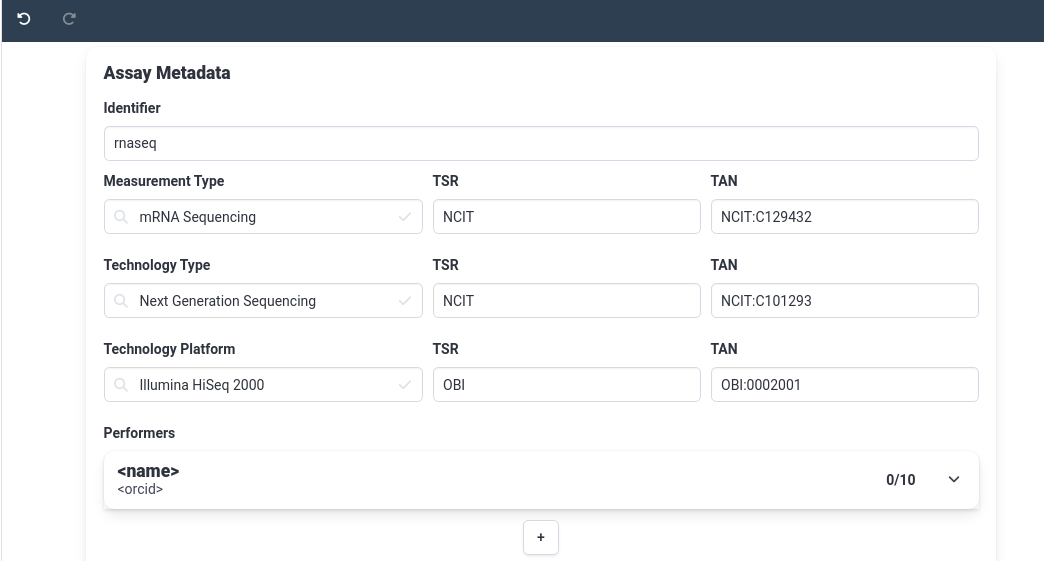 Assay Metadata
Identifier
rnaseq
Measurement Type TSR TAN
mRNA Sequencing NCIT NCIT:C129432
Technology Type TSR TAN
Next Generation Sequencing NCIT NCIT:C101293
Technology Platform TSR TAN
Illumina HiSeq 2000 OBI OBI:0002001
Performers
<name>
<orcid>
0/10
+